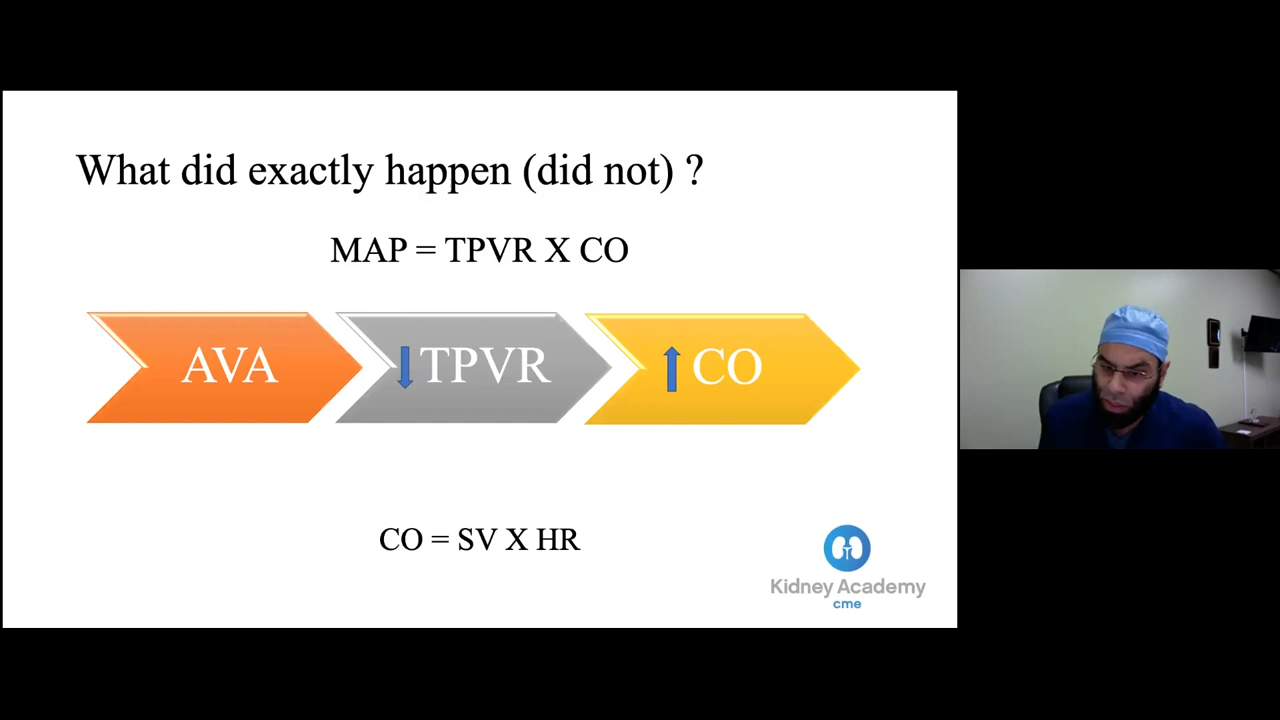 What did exactly happen (did not) ?
MAP = TPVR X CO
AVA
TPVR
CO
CO = SV X HR
Kidney Academy
cme